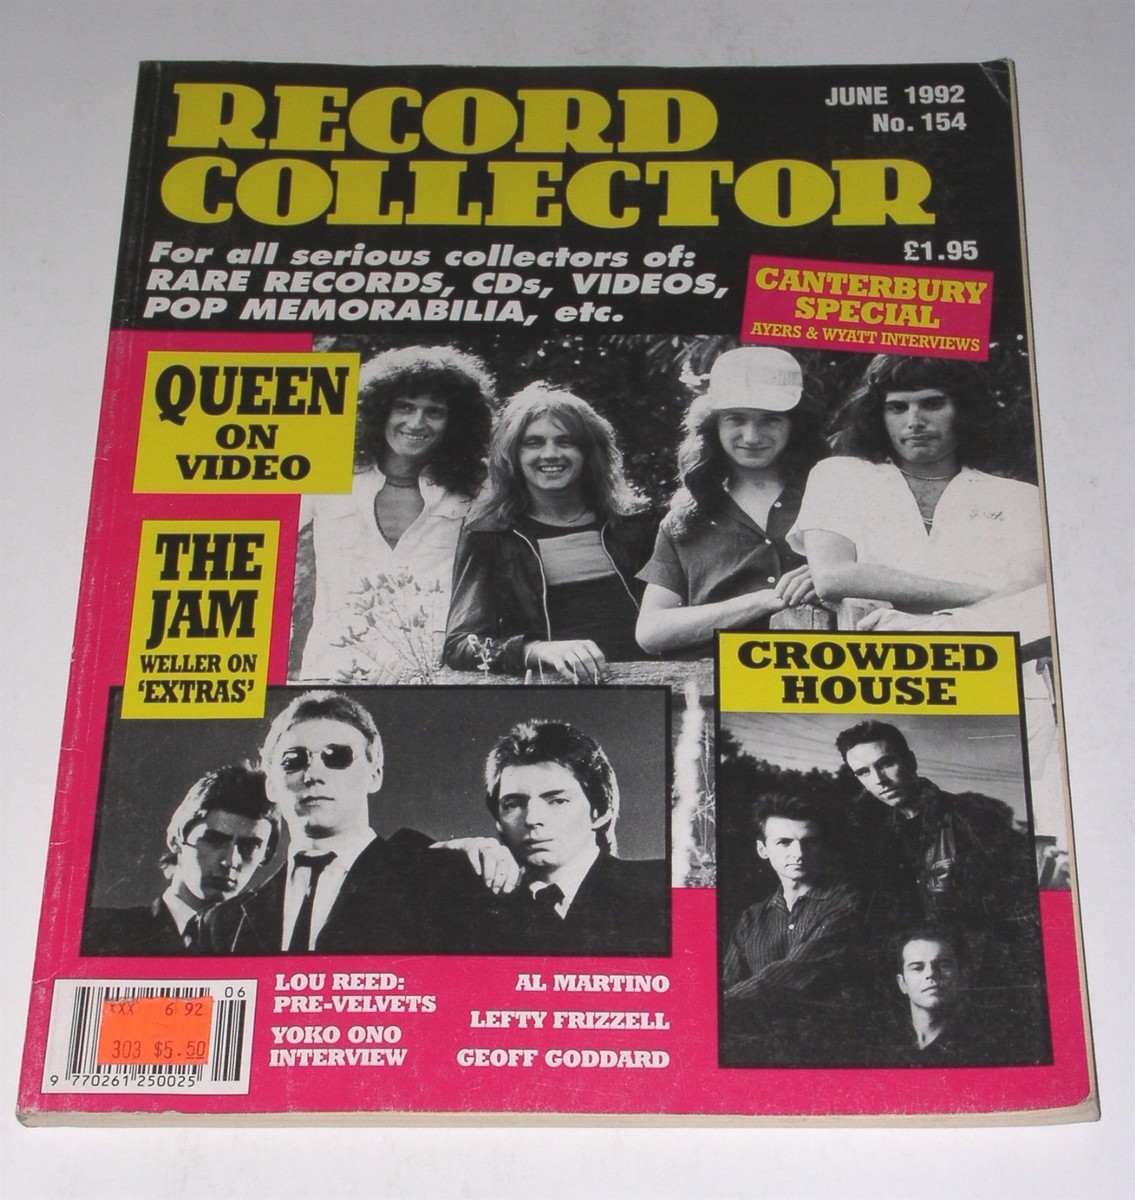 RECORD
COLLECTOR
JUNE 1992
No. 154
£1.95
For all serious collectors of:
RARE RECORDS, CDs, VIDEOS,
POP MEMORABILIA, etc.
CANTERBURY
SPECIAL
AYERS & WYATT INTERVIEWS
QUEEN
ON
VIDEO
THE
JAM
WELLER ON
‘EXTRAS’
CROWDED
HOUSE
LOU REED:
PRE-VELVETS
YOKO ONO
INTERVIEW
AL MARTINO
LEFTY FRIZZELL
GEOFF GODDARD
06
XXX 6 92
303 $5.50
9 770261 250025